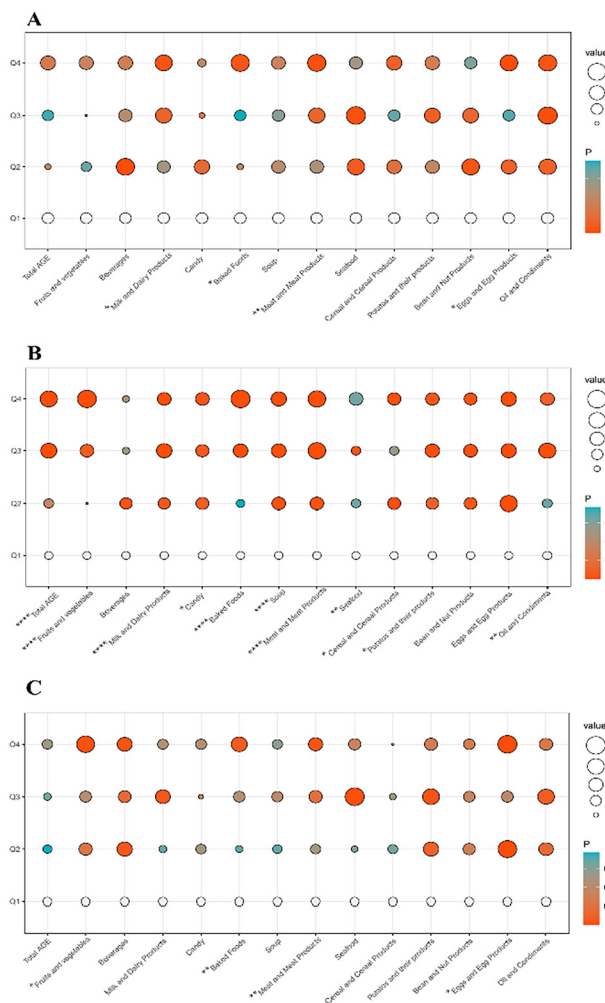 A
Q4
Q3
Q2
Q1
Total AGE
Fruits and vegetables
Beverages
*Milk and Dairy Products
Candy
*Baked Foods
Soup
**Meat and Meat Products
Seafood
Cereal and Cereal Products
Potatoes and their products
Bean and Nut Products
*Eggs and Egg Products
Oil and Condiments
value
P
B
Q4
Q3
Q2
Q1
****Total AGE
****Fruits and vegetables
Beverages
****Milk and Dairy Products
*Candy
****Baked Foods
****Soup
****Meat and Meat Products
**Seafood
*Cereal and Cereal Products
*Potatos and their products
Bean and Nut Products
Eggs and Egg Products
**Oil and Condiments
value
P
C
Q4
Q3
Q2
Q1
Total AGE
*Fruits and vegetables
Beverages
Milk and Dairy Products
Candy
**Baked Foods
Soup
**Meat and Meat Products
Seafood
Cereal and Cereal Products
Potatos and their products
Bean and Nut Products
*Eggs and Egg Products
Oil and Condiments
value
P